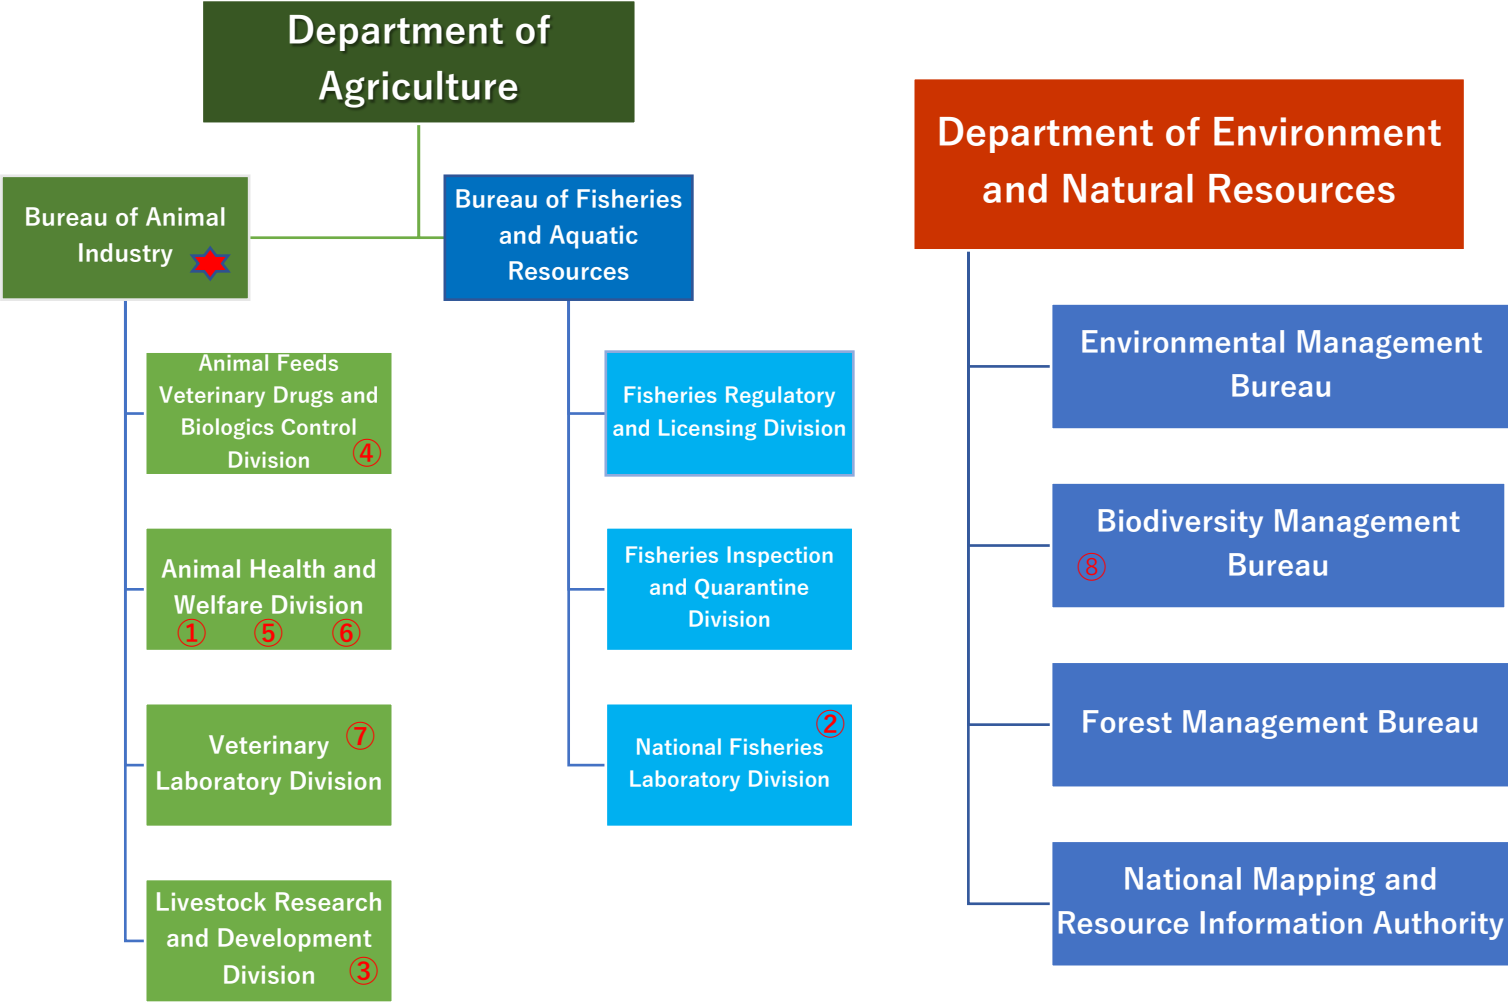 Department of
Agriculture
Bureau of Animal
Industry
Animal Feeds
Veterinary Drugs and
Biologics Control
Division
④
Animal Health and
Welfare Division
① ⑤ ⑥
Veterinary ⑦
Laboratory Division
Livestock Research
and Development
Division ③
Bureau of Fisheries
and Aquatic
Resources
Fisheries Regulatory
and Licensing Division
Fisheries Inspection
and Quarantine
Division
②
National Fisheries
Laboratory Division
Department of Environment
and Natural Resources
Environmental Management
Bureau
Biodiversity Management
Bureau
⑧
Forest Management Bureau
National Mapping and
Resource Information Authority